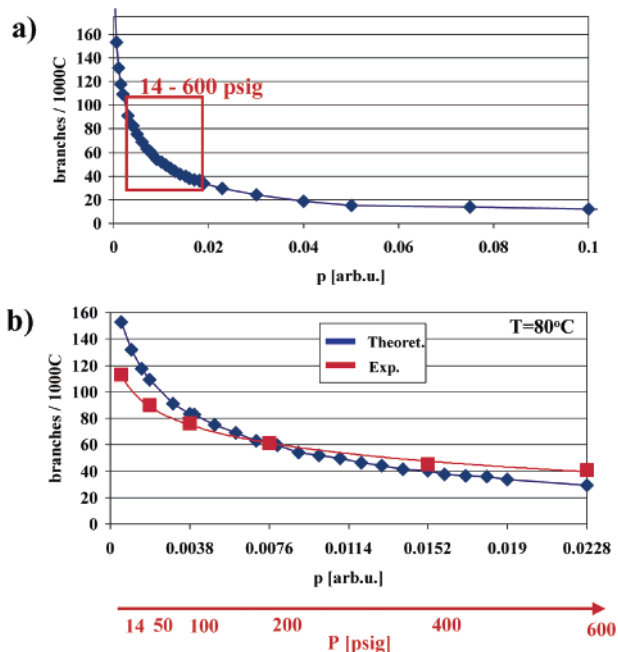 a)
160
140
120
100
80
60
40
20
0
branches / 1000C
14 - 600 psig
0 0.02 0.04 0.06 0.08 0.1
p [arb.u.]
b)
T=80°C
Theoret.
Exp.
160
140
120
100
80
60
40
20
0
branches / 1000C
0 0.0038 0.0076 0.0114 0.0152 0.019 0.0228
p [arb.u.]
14 50 100 200 400 600
P [psig]